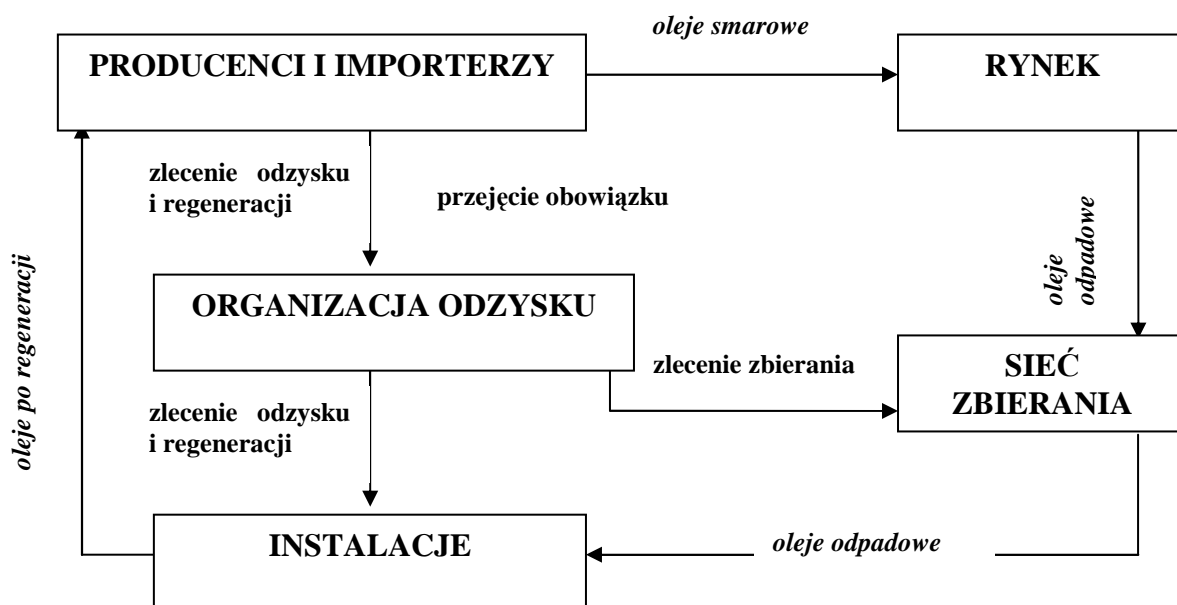 oleje smarowe
PRODUCENCI I IMPORTERZY
RYNEK
zlecenie odzysku
i regeneracji
przejęcie obowiązku
oleje po regeneracji
oleje
odpadowe
ORGANIZACJA ODZYSKU
zlecenie zbierania
SIEĆ
ZBIERANIA
zlecenie odzysku
i regeneracji
INSTALACJE
oleje odpadowe